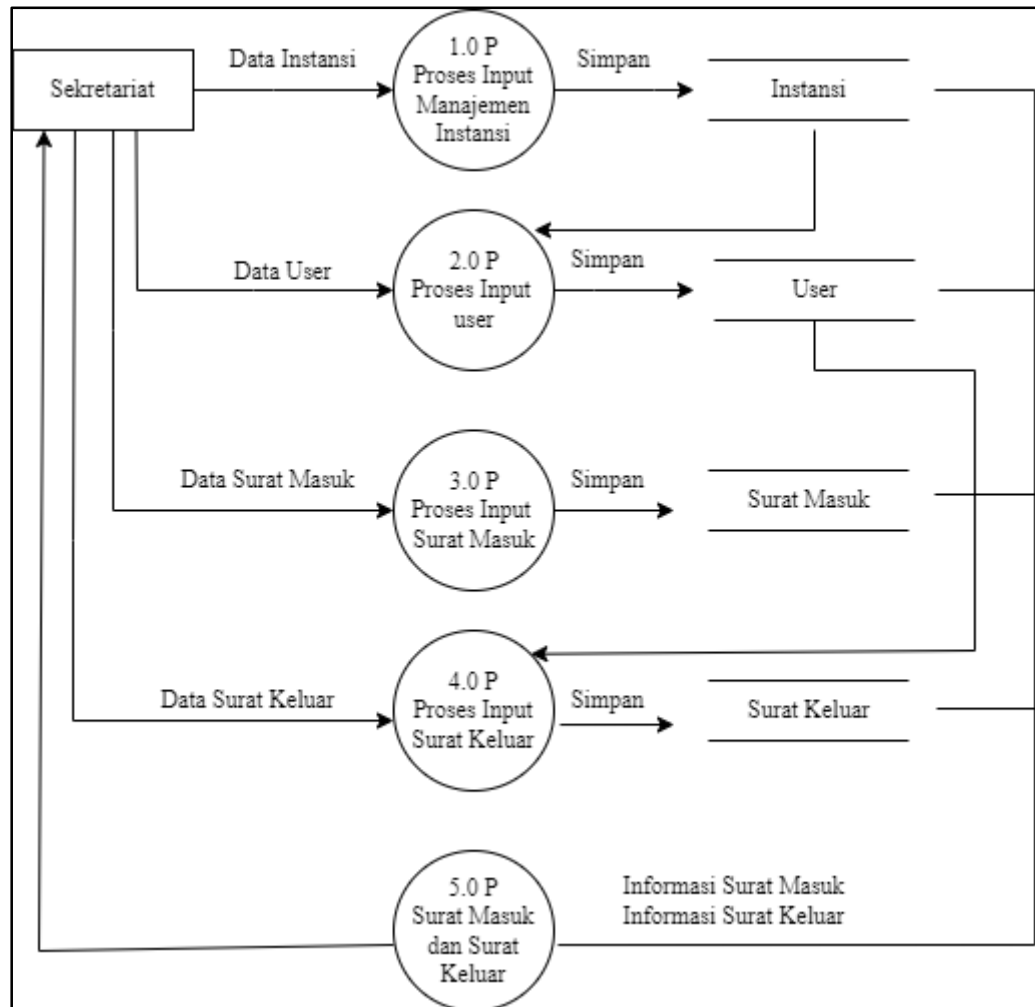 Sekretariat
Data Instansi
1.0 P
Proses Input
Manajemen
Instansi
Simpan
Instansi
Data User
2.0 P
Proses Input
user
Simpan
User
Data Surat Masuk
3.0 P
Proses Input
Surat Masuk
Simpan
Surat Masuk
Data Surat Keluar
4.0 P
Proses Input
Surat Keluar
Simpan
Surat Keluar
5.0 P
Surat Masuk
dan Surat
Keluar
Informasi Surat Masuk
Informasi Surat Keluar